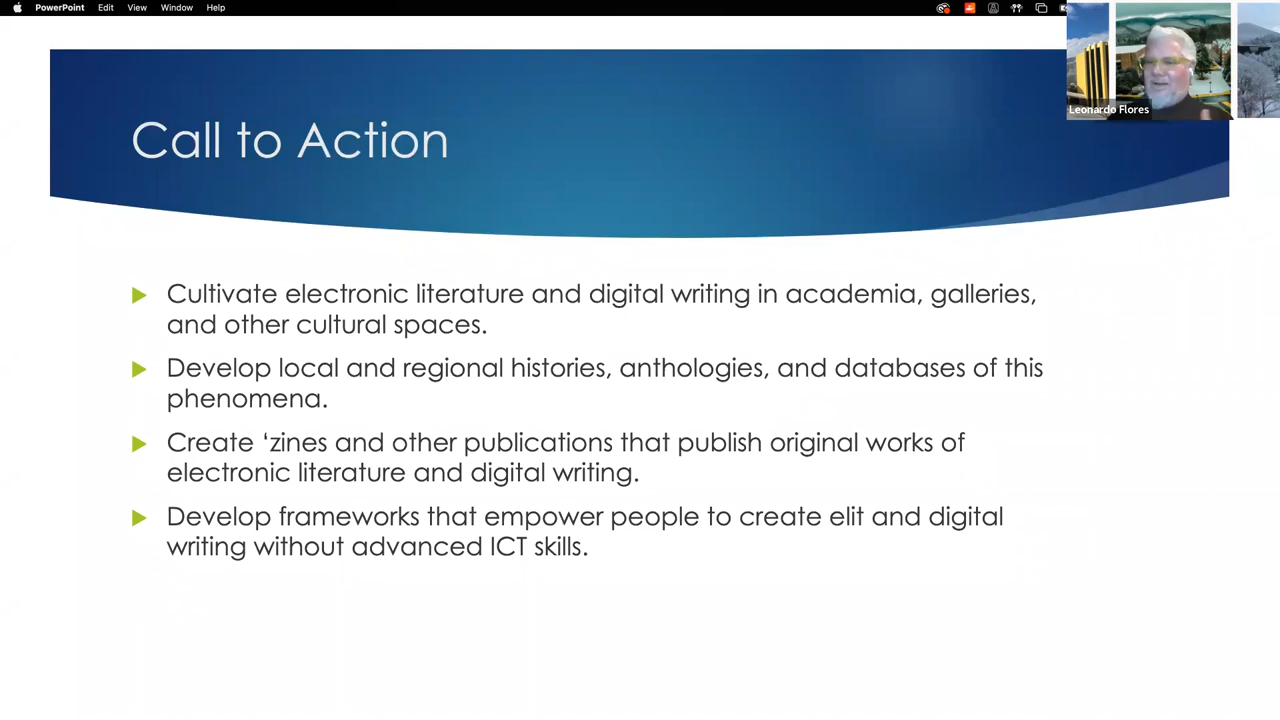 PowerPoint Edit View Window Help
Leonardo Flores
Call to Action
Cultivate electronic literature and digital writing in academia, galleries,
and other cultural spaces.
Develop local and regional histories, anthologies, and databases of this
phenomena.
Create ‘zines and other publications that publish original works of
electronic literature and digital writing.
Develop frameworks that empower people to create elit and digital
writing without advanced ICT skills.